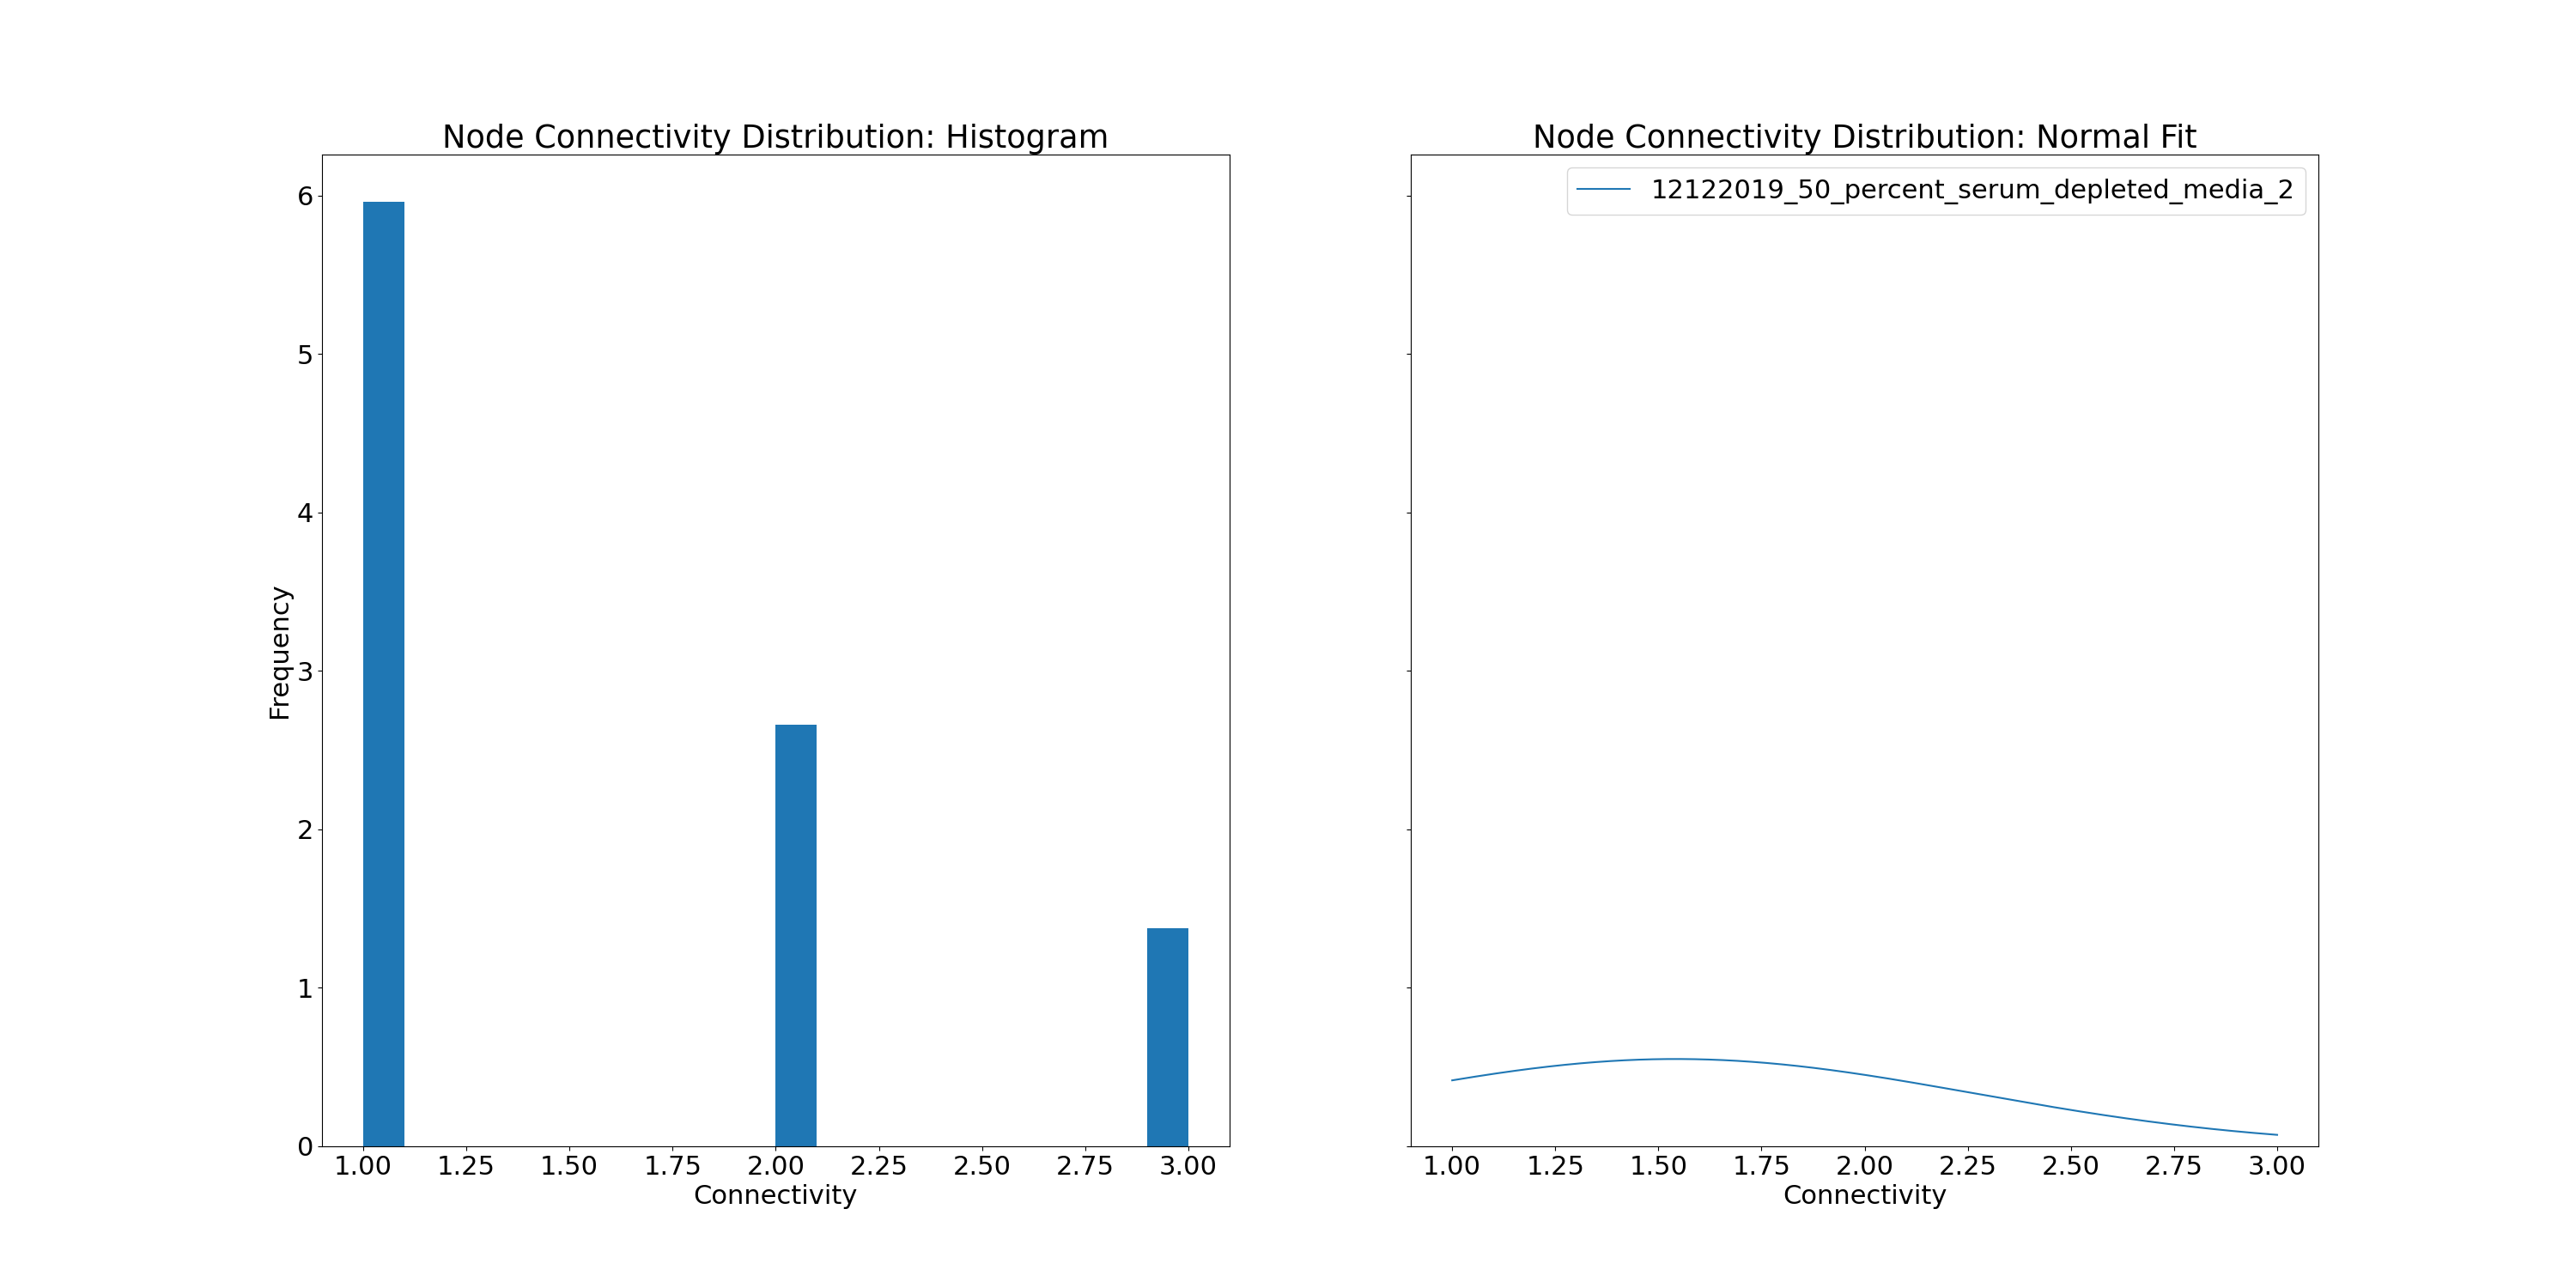 Node Connectivity Distribution: Histogram
Frequency
6
5
4
3
2
1
0
1.00 1.25 1.50 1.75 2.00 2.25 2.50 2.75 3.00
Connectivity
Node Connectivity Distribution: Normal Fit
12122019_50_percent_serum_depleted_media_2
1.00 1.25 1.50 1.75 2.00 2.25 2.50 2.75 3.00
Connectivity